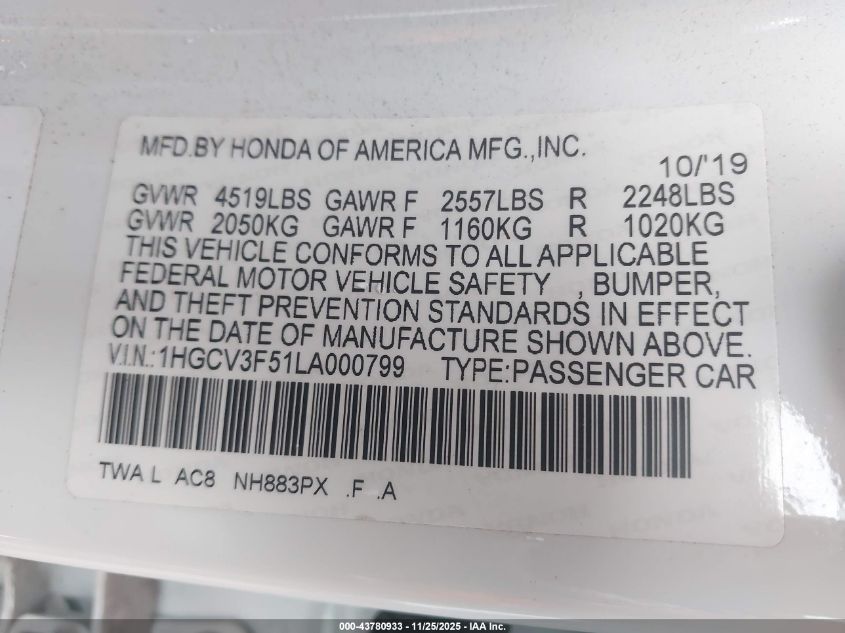 MFD.BY HONDA OF AMERICA MFG.,INC.
10/'19
GVWR 4519LBS GAWR F 2557LBS R 2248LBS
GVWR 2050KG GAWR F 1160KG R 1020KG
THIS VEHICLE CONFORMS TO ALL APPLICABLE
FEDERAL MOTOR VEHICLE SAFETY , BUMPER,
AND THEFT PREVENTION STANDARDS IN EFFECT
ON THE DATE OF MANUFACTURE SHOWN ABOVE.
V.I.N.:1HGCV3F51LA000799 TYPE:PASSENGER CAR
TWA L AC8 NH883PX .F .A
000-43780933 - 11/25/2025 - IAA Inc.